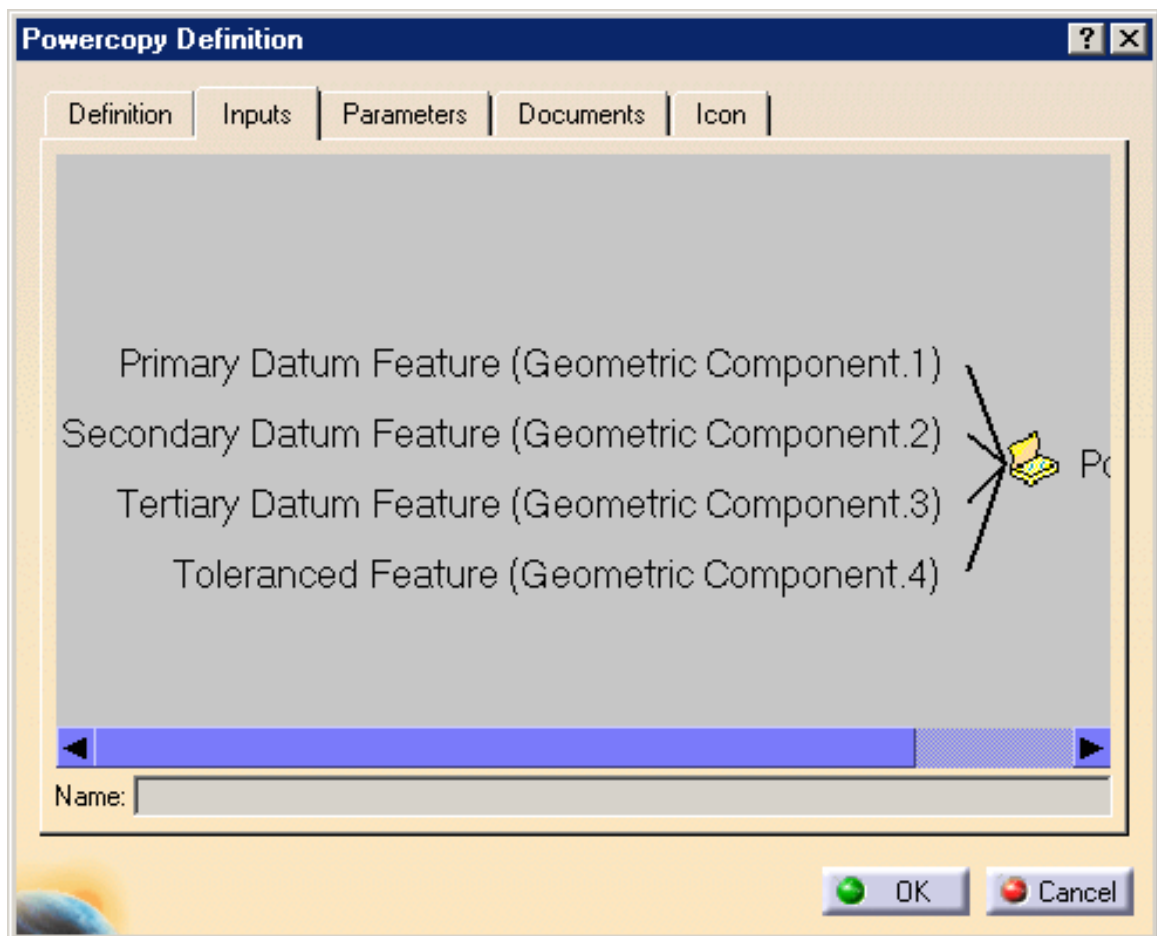 Powercopy Definition
Definition Inputs Parameters Documents Icon
Primary Datum Feature (Geometric Component.1)
Secondary Datum Feature (Geometric Component.2)
Po
Tertiary Datum Feature (Geometric Component.3)
Toleranced Feature (Geometric Component.4)
Name:
OK Cancel